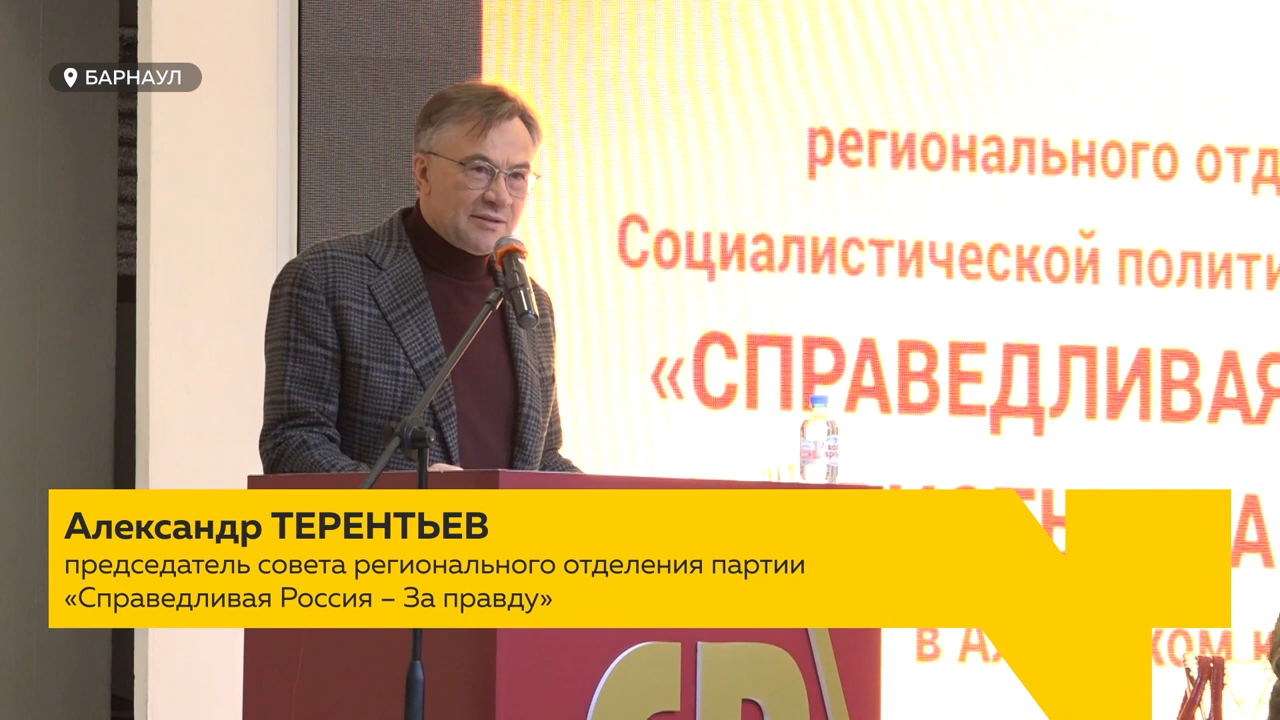 БАРНАУЛ
регионального отд
Социалистической полити
«СПРАВЕДЛИВАЯ
Александр ТЕРЕНТЬЕВ
председатель совета регионального отделения партии
«Справедливая Россия – За правду»